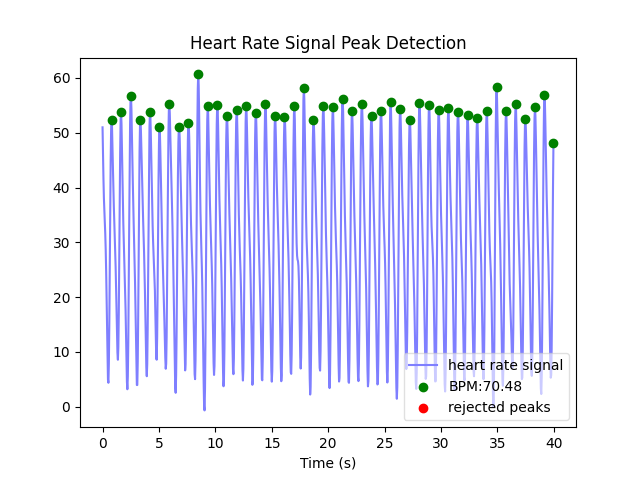 Heart Rate Signal Peak Detection
60
50
40
30
20
10
0
heart rate signal
BPM:70.48
rejected peaks
0 5 10 15 20 25 30 35 40
Time (s)